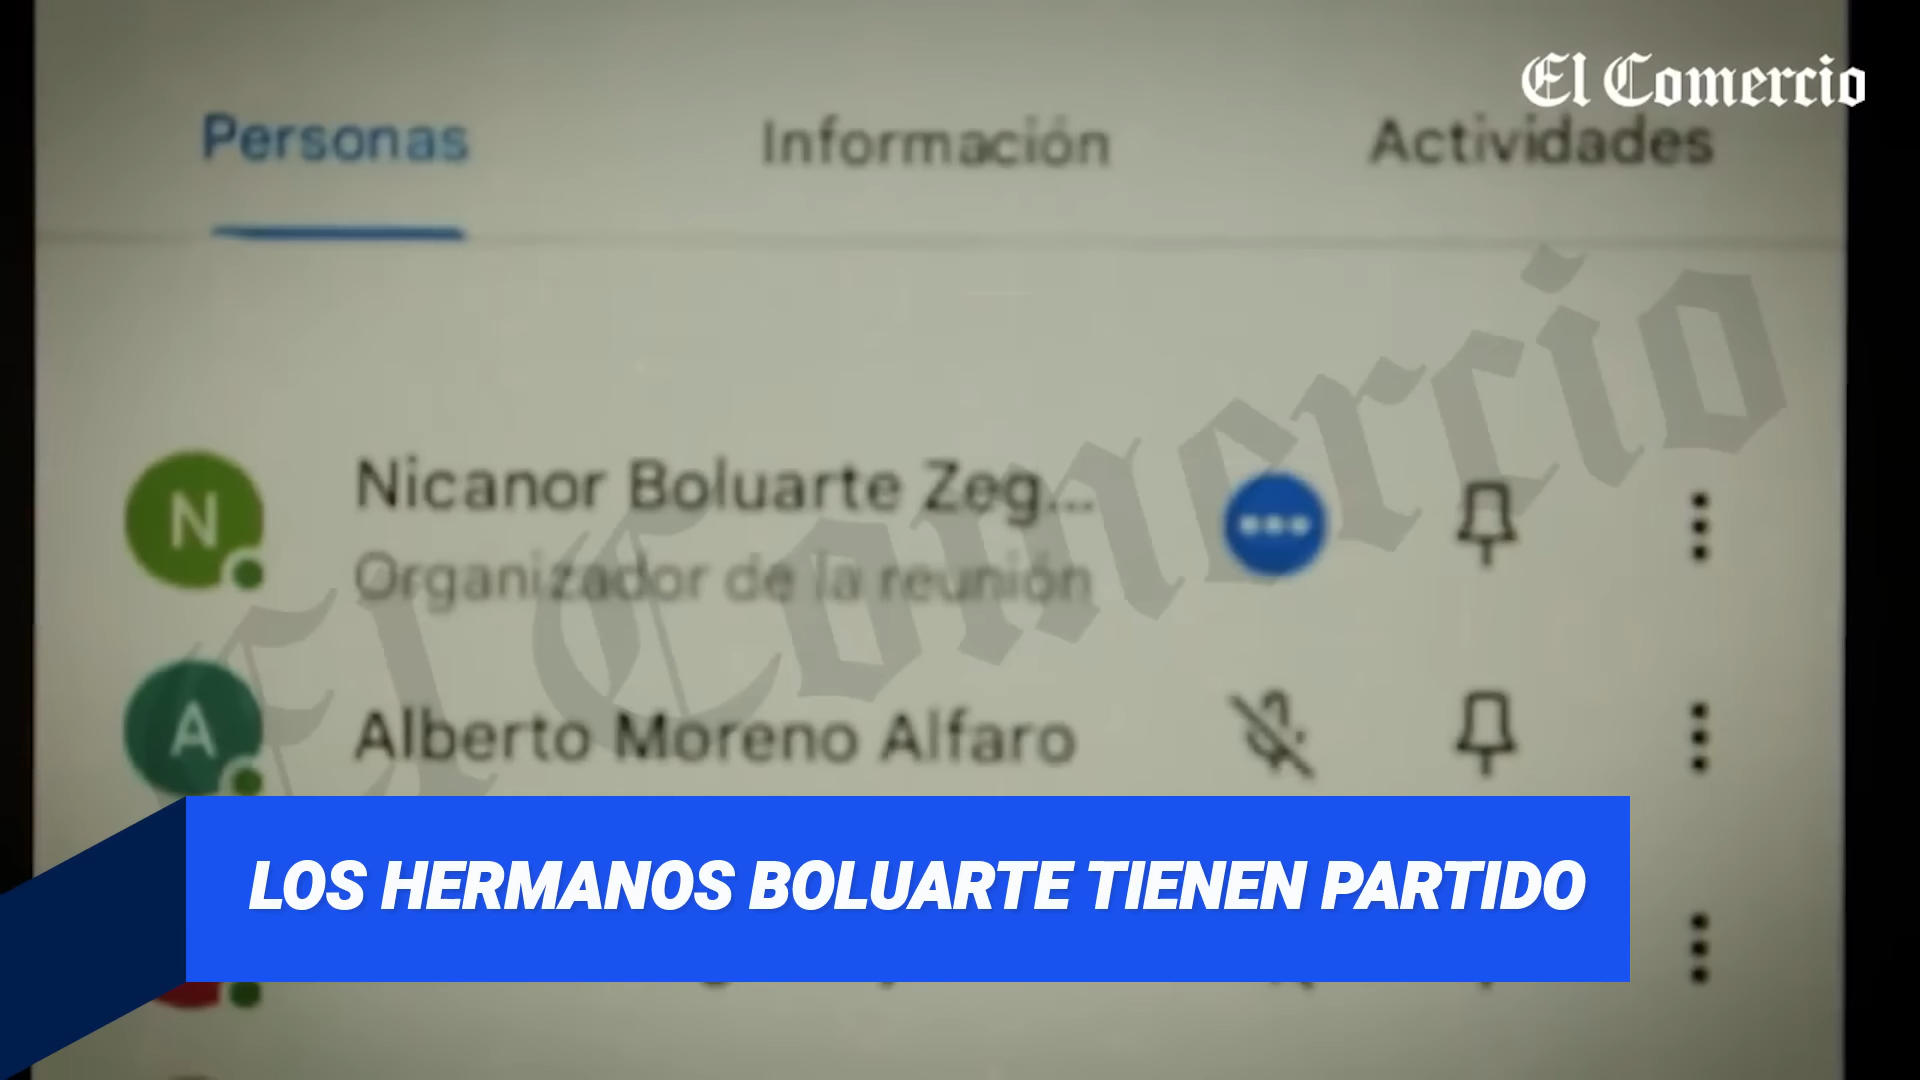 El Comercio
Personas Información Actividades
N
Nicanor Boluarte Zeg...
Organizador de la reunión
A
Alberto Moreno Alfaro
El Comercio
LOS HERMANOS BOLUARTE TIENEN PARTIDO